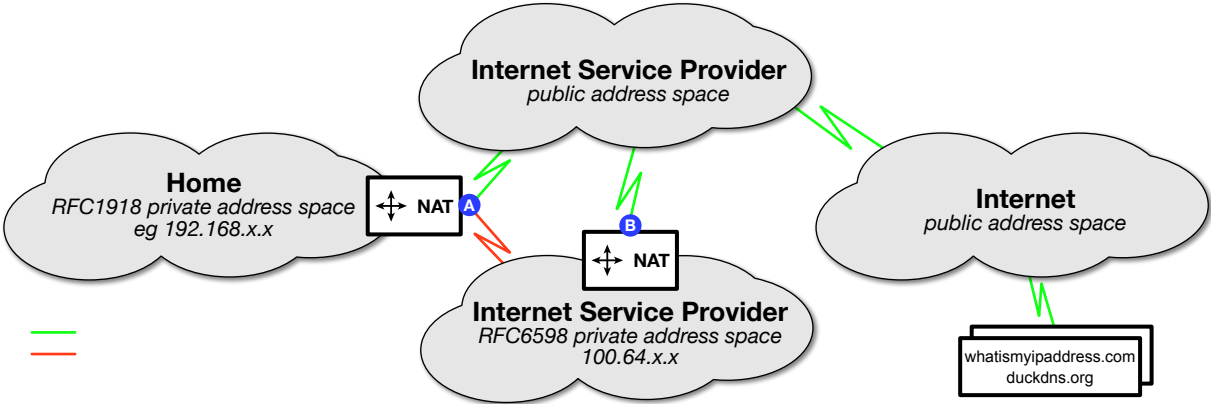 Internet Service Provider
public address space
Home
RFC1918 private address space
eg 192.168.x.x
NAT
A
B
NAT
Internet
public address space
Internet Service Provider
RFC6598 private address space
100.64.x.x
whatismyipaddress.com
duckdns.org